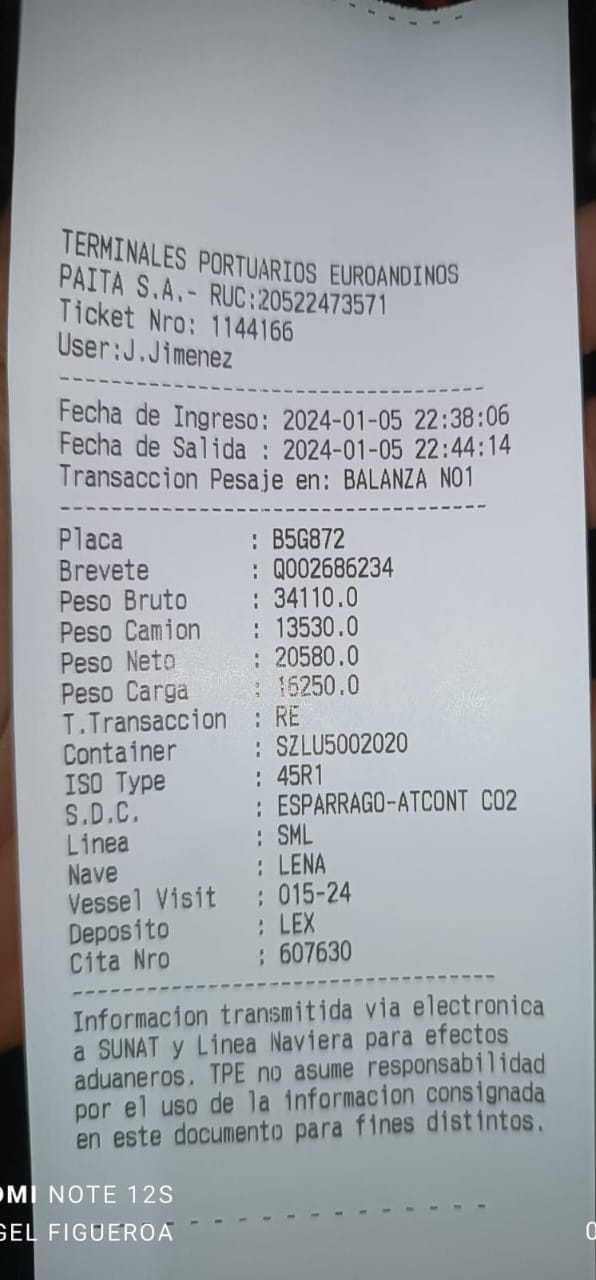 TERMINALES PORTUARIOS EUROANDINOS
PAITA S.A.- RUC:20522473571
Ticket Nro: 1144166
User:J.Jimenez
Fecha de Ingreso: 2024-01-05 22:38:06
Fecha de Salida : 2024-01-05 22:44:14
Transaccion Pesaje en: BALANZA NO1
Placa : B5G872
Brevete : Q002686234
Peso Bruto : 34110.0
Peso Camion : 13530.0
Peso Neto : 20580.0
Peso Carga : 16250.0
T.Transaccion : RE
Container : SZLU5002020
ISO Type : 45R1
S.D.C. : ESPARRAGO-ATCONT CO2
Linea : SML
Nave : LENA
Vessel Visit : 015-24
Deposito : LEX
Cita Nro : 607630
Informacion transmitida via electronica
a SUNAT y Linea Naviera para efectos
aduaneros. TPE no asume responsabilidad
por el uso de la informacion consignada
en este documento para fines distintos.
OMI NOTE 12S
GEL FIGUEROA